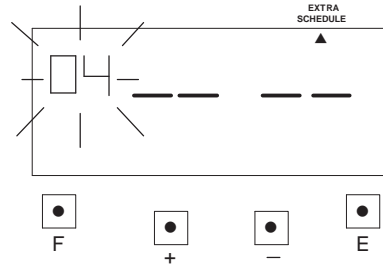 EXTRA
SCHEDULE
04 -- --
F + - E